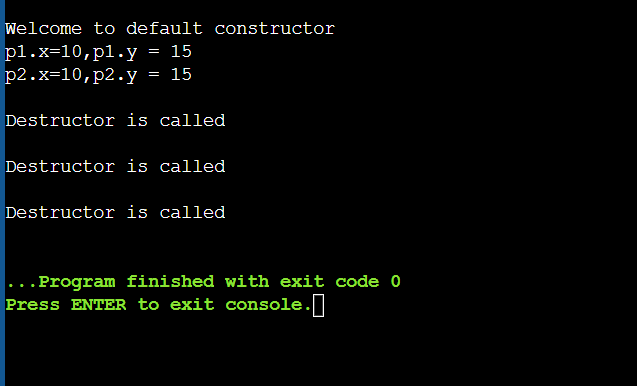 Welcome to default constructor
p1.x=10,p1.y = 15
p2.x=10,p2.y = 15
Destructor is called
Destructor is called
Destructor is called
...Program finished with exit code 0
Press ENTER to exit console.